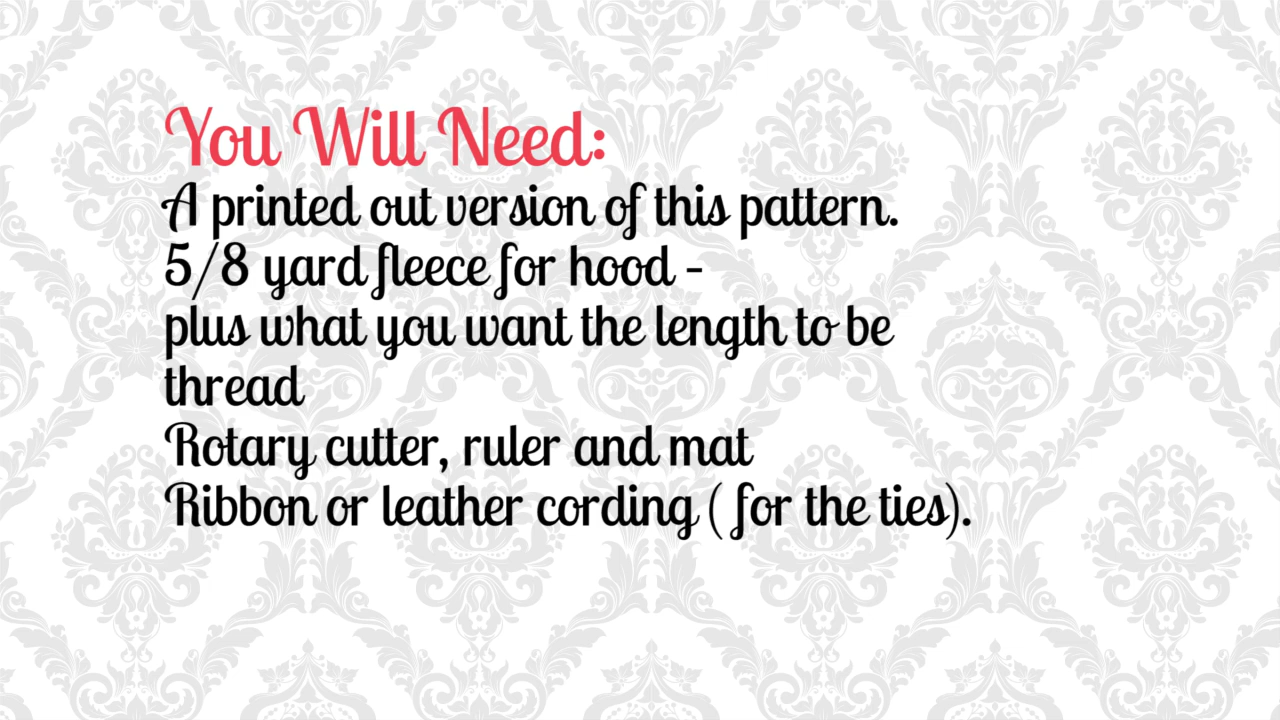 You Will Need:
A printed out version of this pattern.
5/8 yard fleece for hood -
plus what you want the length to be
thread
Rotary cutter, ruler and mat
Ribbon or leather cording ( for the ties).